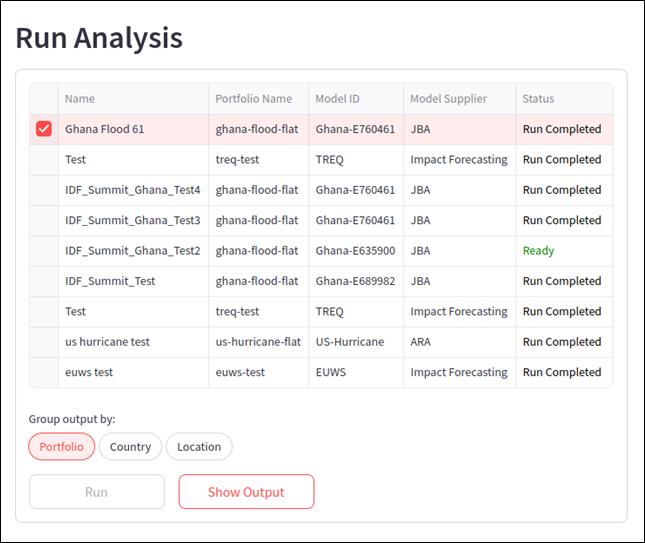 Run Analysis
Name Portfolio Name Model ID Model Supplier Status
Ghana Flood 61 ghana-flood-flat Ghana-E760461 JBA Run Completed
Test treq-test TREQ Impact Forecasting Run Completed
IDF_Summit_Ghana_Test4 ghana-flood-flat Ghana-E760461 JBA Run Completed
IDF_Summit_Ghana_Test3 ghana-flood-flat Ghana-E760461 JBA Run Completed
IDF_Summit_Ghana_Test2 ghana-flood-flat Ghana-E635900 JBA Ready
IDF_Summit_Test ghana-flood-flat Ghana-E689982 JBA Run Completed
Test treq-test TREQ Impact Forecasting Run Completed
us hurricane test us-hurricane-flat US-Hurricane ARA Run Completed
euws test euws-test EUWS Impact Forecasting Run Completed
Group output by:
Portfolio Country Location
Run Show Output